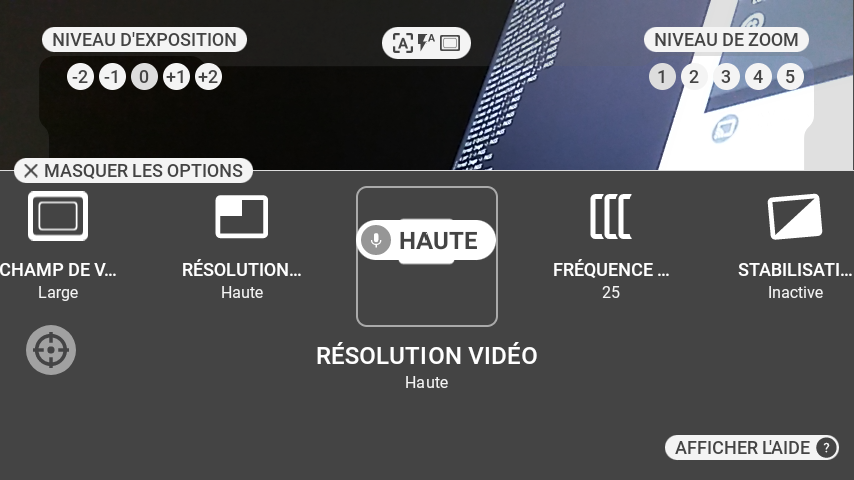 NIVEAU D'EXPOSITION
-2 -1 0 +1 +2
A A
NIVEAU DE ZOOM
1 2 3 4 5
MASQUER LES OPTIONS
CHAMP DE V...
Large
RÉSOLUTION...
Haute
HAUTE
FRÉQUENCE ...
25
STABILISATI...
Inactive
RÉSOLUTION VIDÉO
Haute
AFFICHER L'AIDE ?